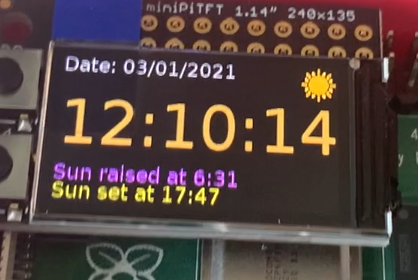 miniPiTFT 1.14" 240x135
Date: 03/01/2021
12:10:14
Sun raised at 6:31
Sun set at 17:47